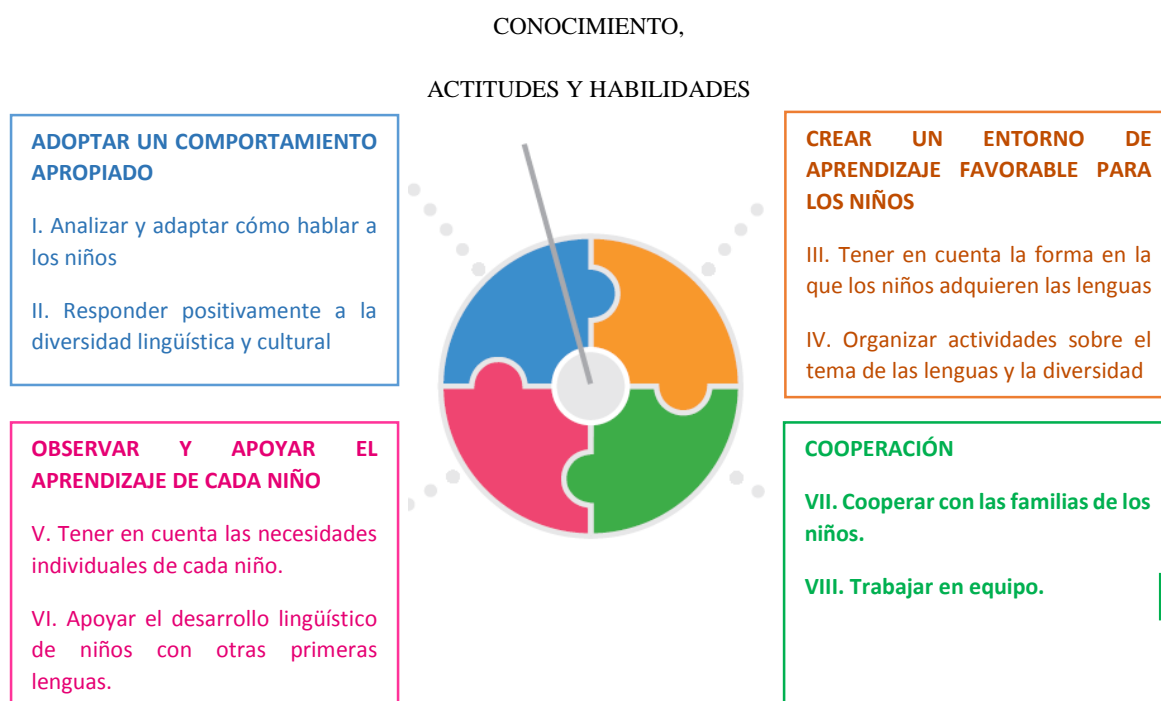 CONOCIMIENTO,
ACTITUDES Y HABILIDADES
ADOPTAR UN COMPORTAMIENTO
APROPIADO
I. Analizar y adaptar cómo hablar a
los niños
II. Responder positivamente a la
diversidad lingüística y cultural
CREAR UN ENTORNO DE
APRENDIZAJE FAVORABLE PARA
LOS NIÑOS
III. Tener en cuenta la forma en la
que los niños adquieren las lenguas
IV. Organizar actividades sobre el
tema de las lenguas y la diversidad
OBSERVAR Y APOYAR EL
APRENDIZAJE DE CADA NIÑO
V. Tener en cuenta las necesidades
individuales de cada niño.
VI. Apoyar el desarrollo lingüístico
de niños con otras primeras
lenguas.
COOPERACIÓN
VII. Cooperar con las familias de los
niños.
VIII. Trabajar en equipo.